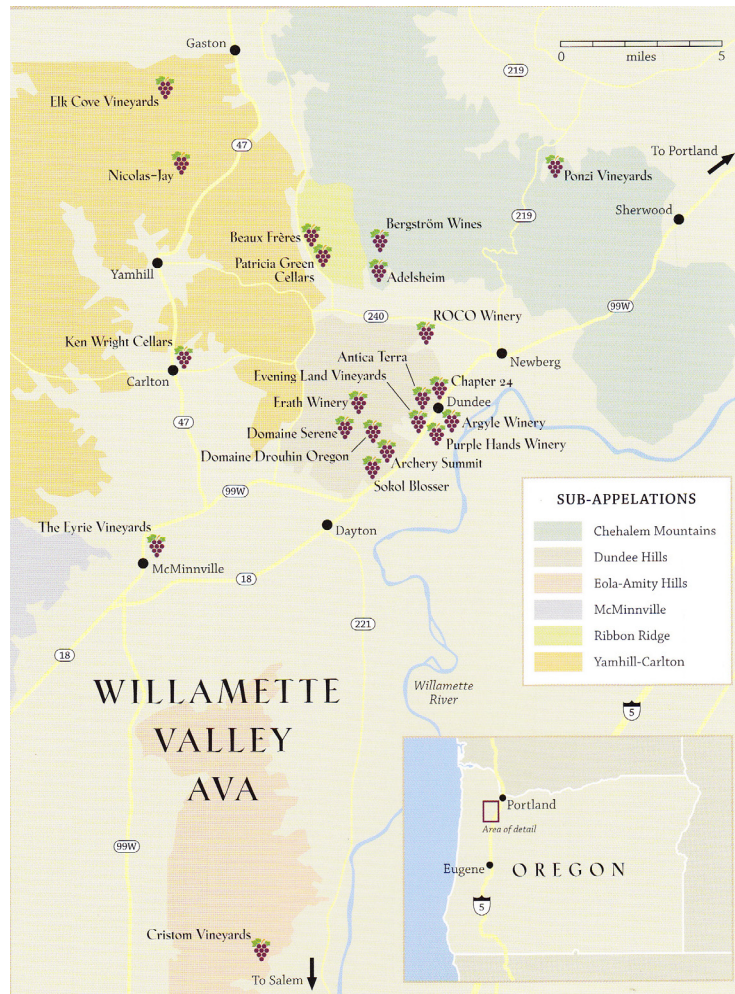 Gaston
219
0
5
miles
Elk Cove Vineyards
47
To Portland
Nicolas-Jay
Ponzi Vineyards
Sherwood
219
Beaux Frères
Bergström Wines
Patricia Green
Cellars
Yamhill
Adelsheim
99W
240
ROCO Winery
Ken Wright Cellars
Antica Terra
Newberg
Carlton
Evening Land Vineyards
Chapter 24
Erath Winery
Dundee
47
Domaine Serene
Argyle Winery
Domaine Drouhin Oregon
Purple Hands Winery
Archery Summit
Sokol Blosser
99W
The Eyrie Vineyards
Dayton
McMinnville
18
221
18
SUB-APPELATIONS
Chehalem Mountains
Dundee Hills
Eola-Amity Hills
McMinnville
Ribbon Ridge
Yamhill-Carlton
WILLAMETTE
VALLEY
AVA
Willamette
River
5
99W
Portland
Area of detail
Eugene
OREGON
5
Cristom Vineyards
To Salem